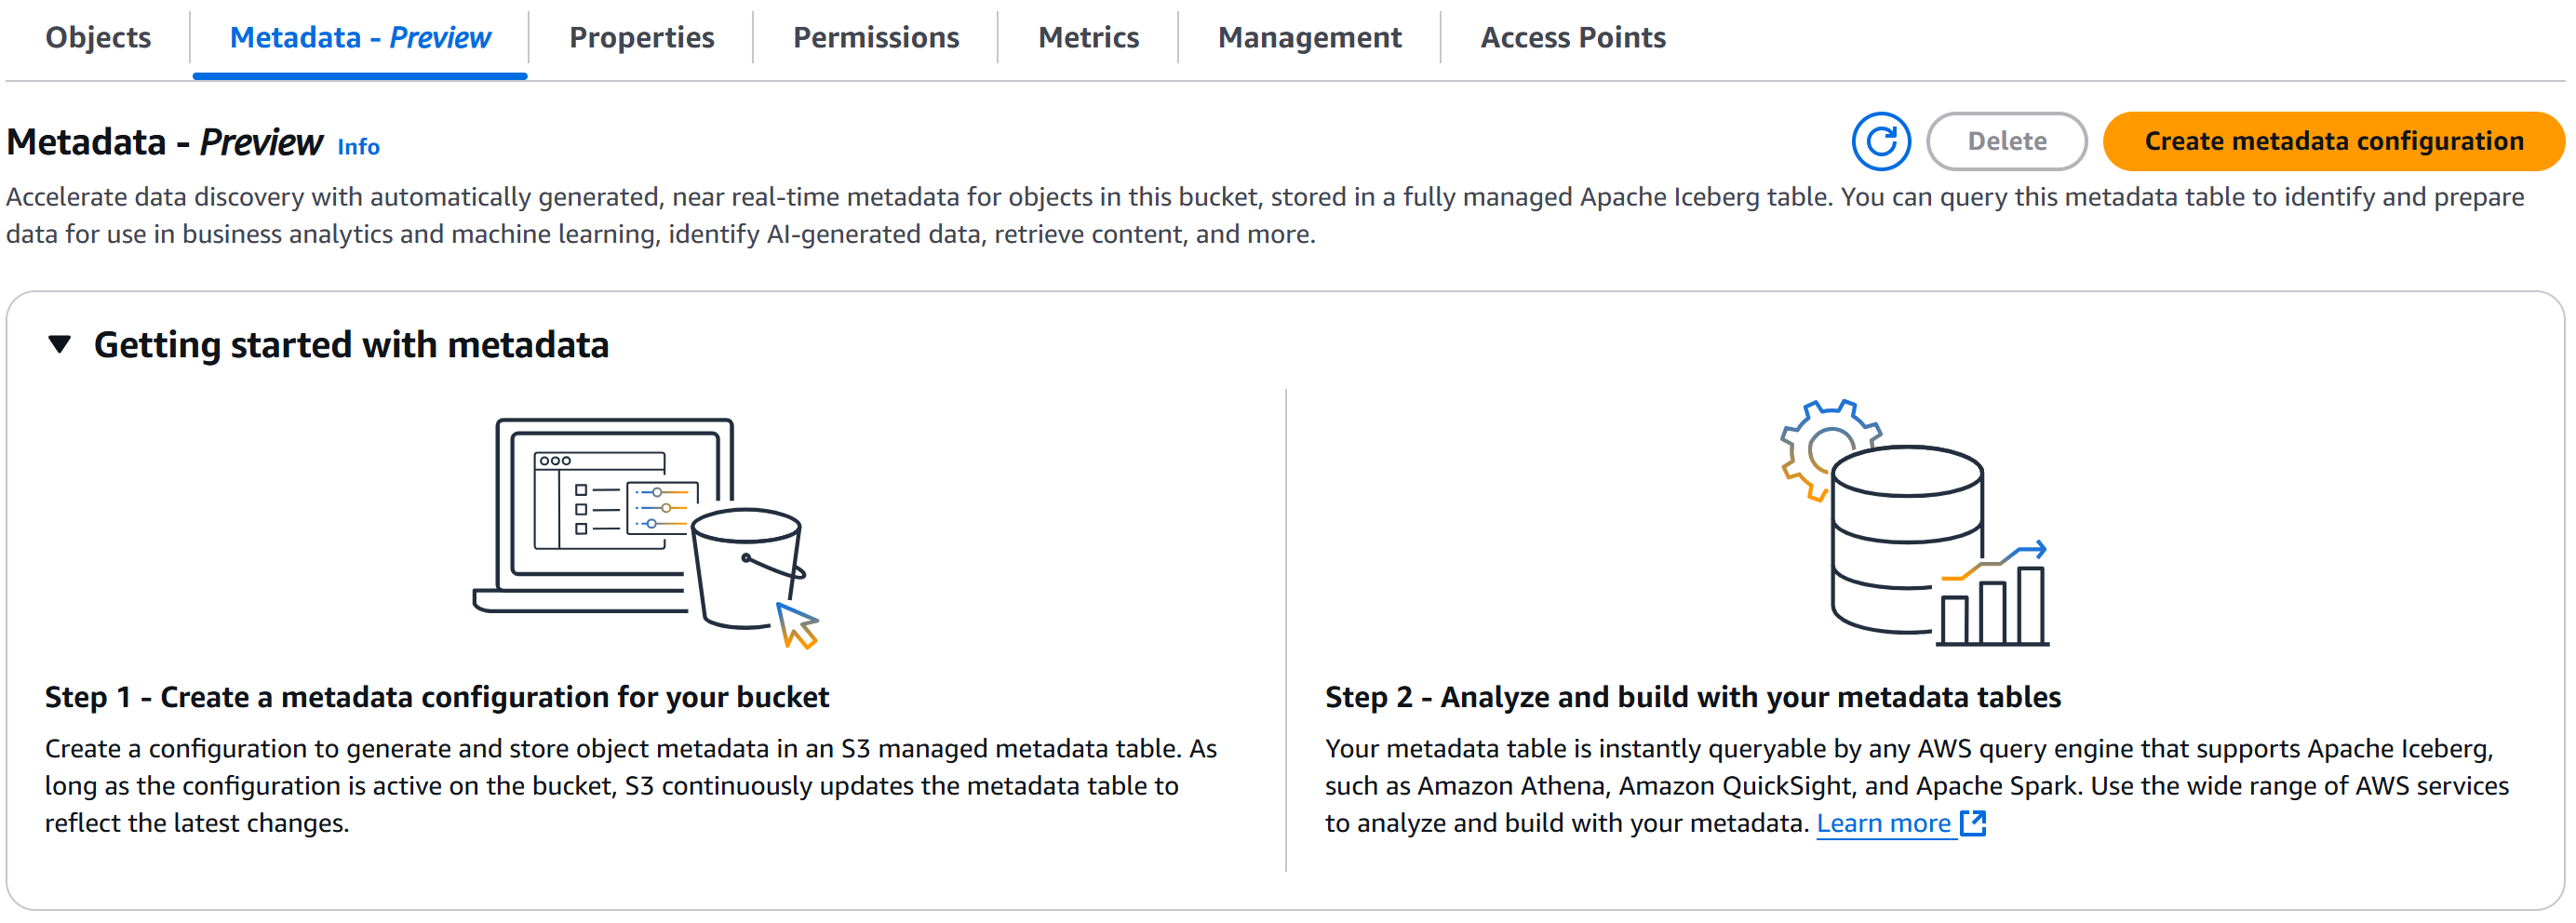 Objects
Metadata - Preview
Properties
Permissions
Metrics
Management
Access Points
Metadata - Preview Info
Delete
Create metadata configuration
Accelerate data discovery with automatically generated, near real-time metadata for objects in this bucket, stored in a fully managed Apache Iceberg table. You can query this metadata table to identify and prepare
data for use in business analytics and machine learning, identify AI-generated data, retrieve content, and more.
Getting started with metadata
Step 1 - Create a metadata configuration for your bucket
Create a configuration to generate and store object metadata in an S3 managed metadata table. As
long as the configuration is active on the bucket, S3 continuously updates the metadata table to
reflect the latest changes.
Step 2 - Analyze and build with your metadata tables
Your metadata table is instantly queryable by any AWS query engine that supports Apache Iceberg,
such as Amazon Athena, Amazon QuickSight, and Apache Spark. Use the wide range of AWS services
to analyze and build with your metadata. Learn more